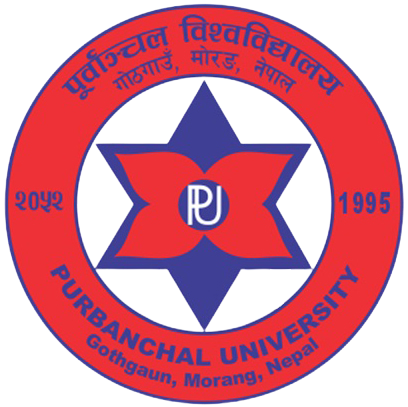 पूर्वाञ्चल विश्वविद्यालय
गोठगाउँ, मोरङ, नेपाल
२०५२
PU
1995
PURBANCHAL UNIVERSITY
Gothgaun, Morang, Nepal